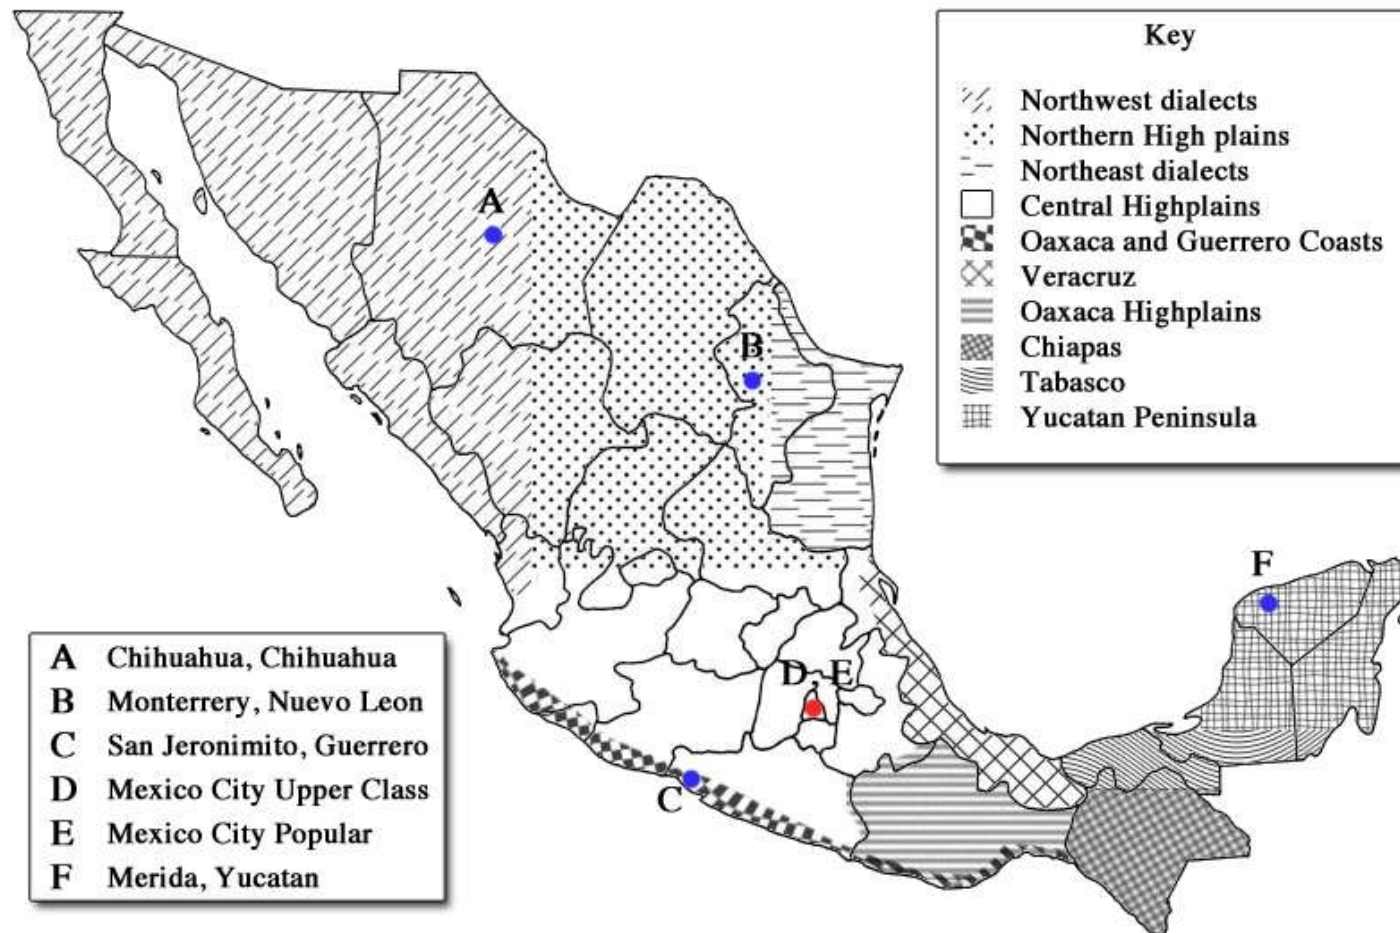 Key
Northwest dialects
Northern High plains
Northeast dialects
Central Highplains
Oaxaca and Guerrero Coasts
Veracruz
Oaxaca Highplains
Chiapas
Tabasco
Yucatan Peninsula
A
B
F
D, E
C
A Chihuahua, Chihuahua
B Monterrery, Nuevo Leon
C San Jeronimito, Guerrero
D Mexico City Upper Class
E Mexico City Popular
F Merida, Yucatan